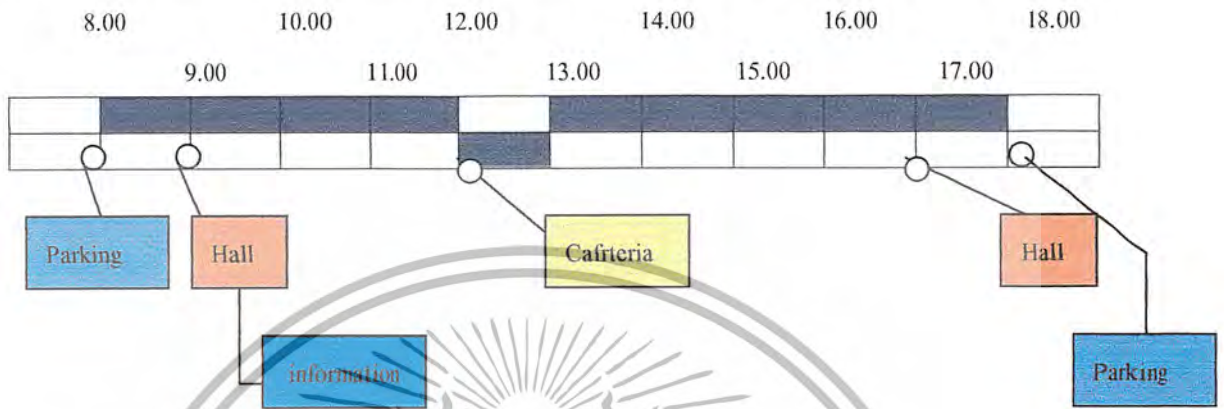 8.00 10.00 12.00 14.00 16.00 18.00
9.00 11.00 13.00 15.00 17.00
Parking Hall Cafrteria Hall
information Parking